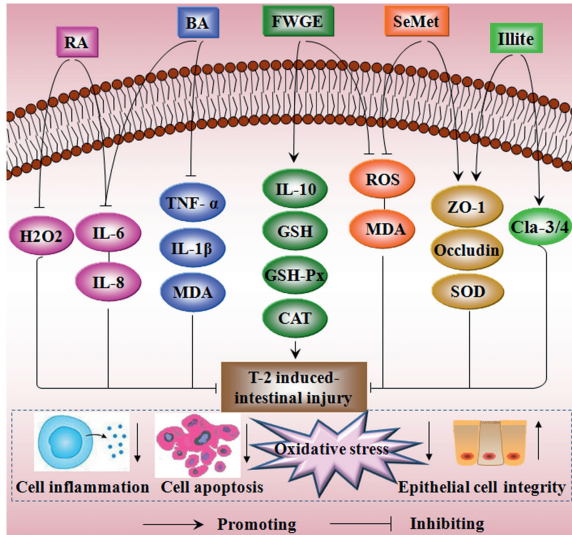 RA
BA
FWGE
SeMet
Illite
H2O2
IL-6
IL-8
TNF- α
IL-1β
MDA
IL-10
GSH
GSH-Px
CAT
ROS
MDA
ZO-1
Occludin
SOD
Cla-3/4
T-2 induced-
intestinal injury
Cell inflammation
Cell apoptosis
Oxidative stress
Epithelial cell integrity
Promoting
Inhibiting